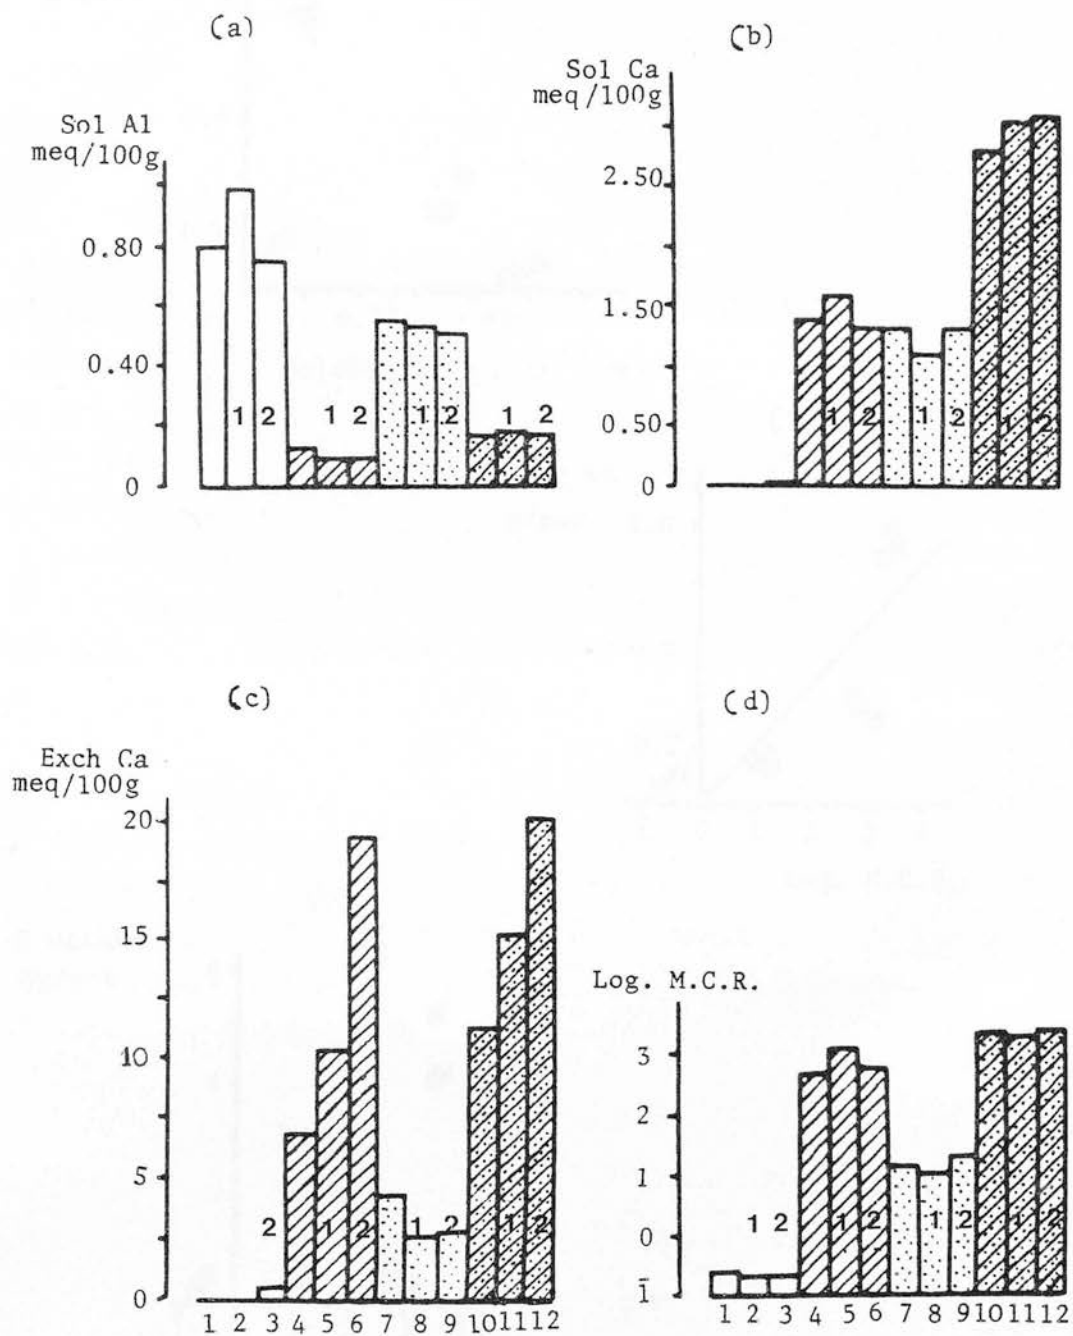 (a)
Sol Al
meq/100g
0.80
0.40
0
1 2 1 2 1 2 1 2
(b)
Sol Ca
meq/100g
2.50
1.50
0.50
0
1 2 1 2 1 2
(c)
Exch Ca
meq/100g
20
15
10
5
0
2 1 2 1 2 1 2
1 2 3 4 5 6 7 8 9 10 11 12
(d)
Log. M.C.R.
3
2
1
0
1̄
1 2 1 2 1 2 1 2
1 2 3 4 5 6 7 8 9 10 11 12